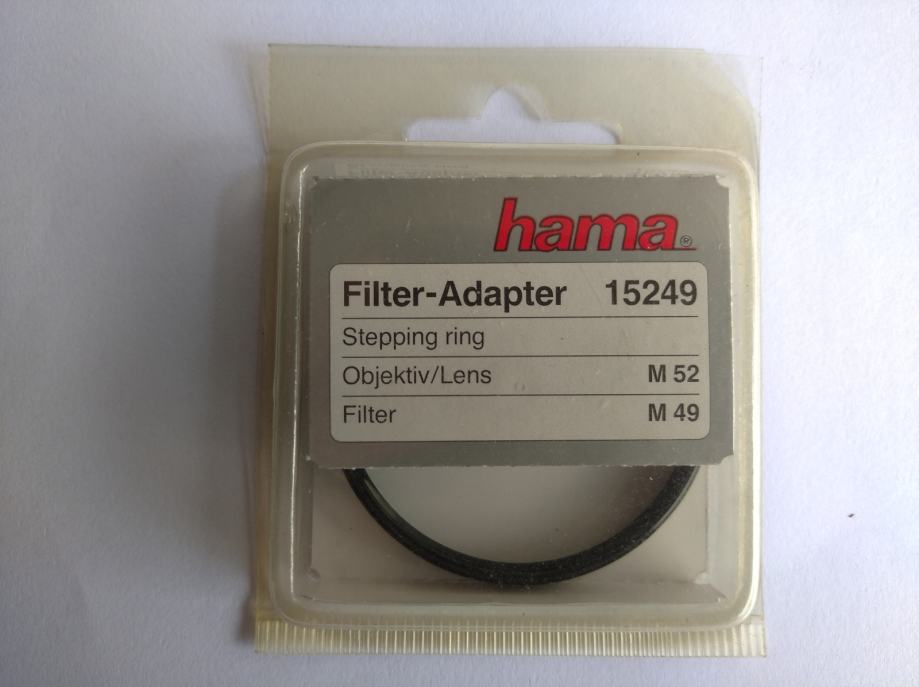 hama®
Filter-Adapter 15249
Stepping ring
Objektiv/Lens M 52
Filter M 49